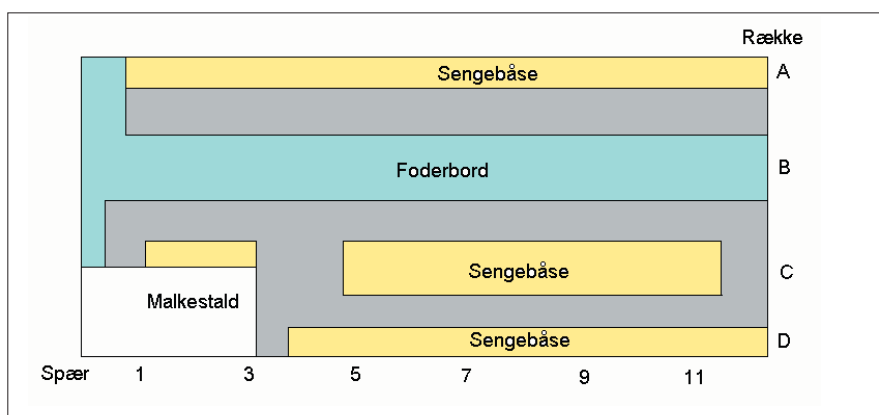 Række
Sengebåse A
Foderbord B
Sengebåse C
Malkestald
Sengebåse D
Spær 1 3 5 7 9 11